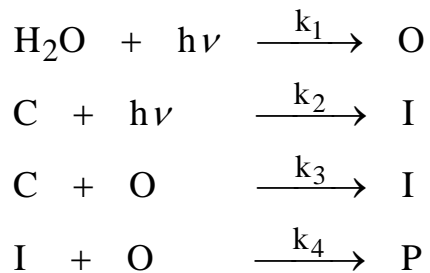 H₂O + hν —k₁→ O
C + hν —k₂→ I
C + O —k₃→ I
I + O —k₄→ P